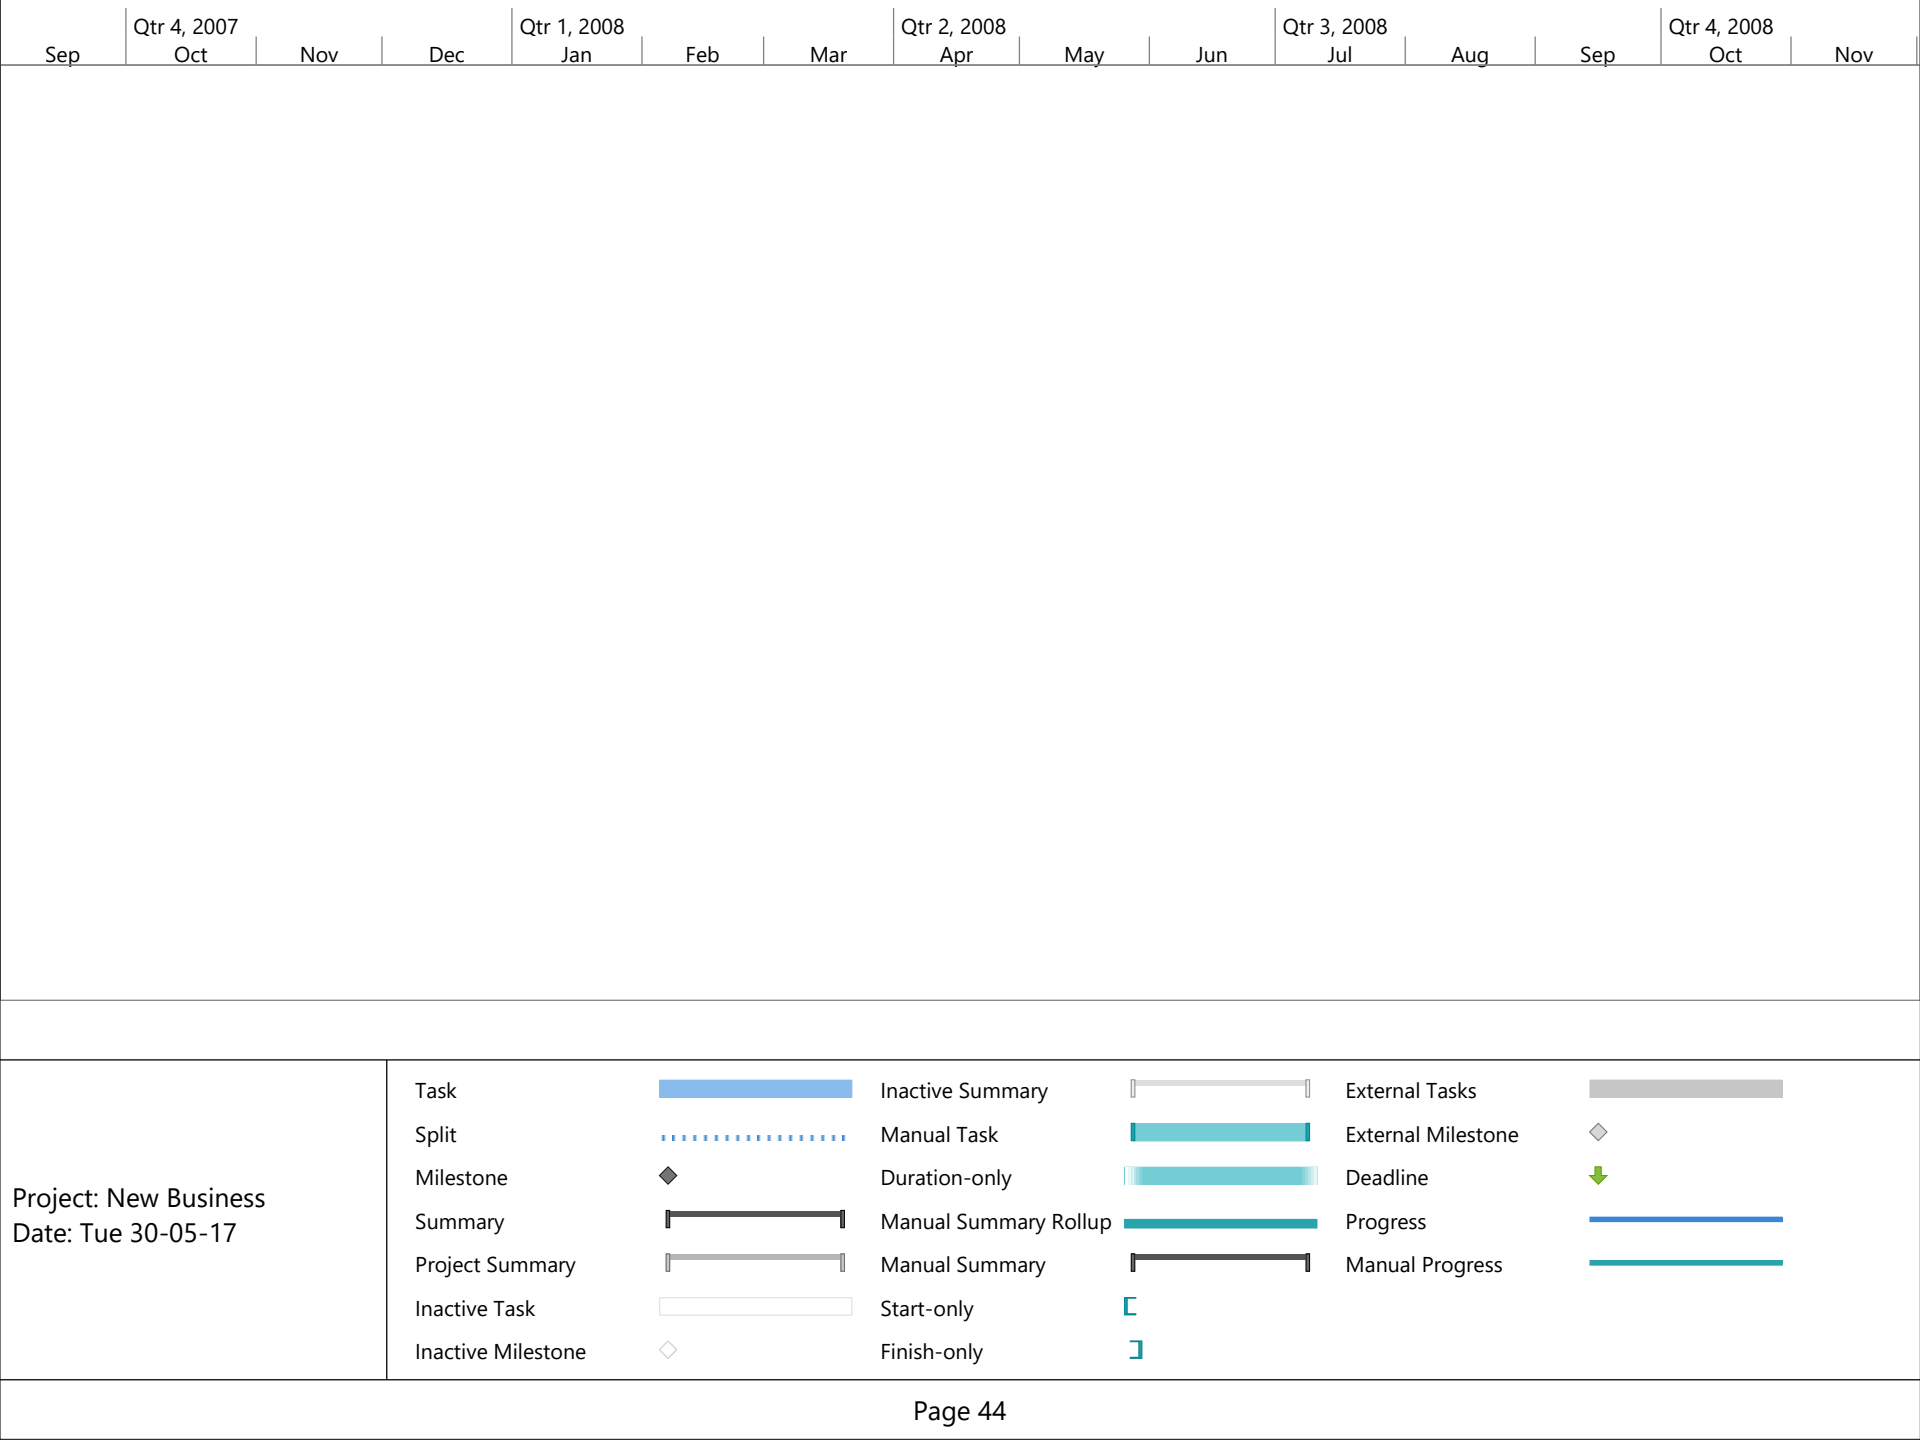 Qtr 4, 2007 Qtr 1, 2008 Qtr 2, 2008 Qtr 3, 2008 Qtr 4, 2008
Sep Oct Nov Dec Jan Feb Mar Apr May Jun Jul Aug Sep Oct Nov
Project: New Business
Date: Tue 30-05-17
Task
Split
Milestone
Summary
Project Summary
Inactive Task
Inactive Milestone
Inactive Summary
Manual Task
Duration-only
Manual Summary Rollup
Manual Summary
Start-only
Finish-only
External Tasks
External Milestone
Deadline
Progress
Manual Progress
Page 44